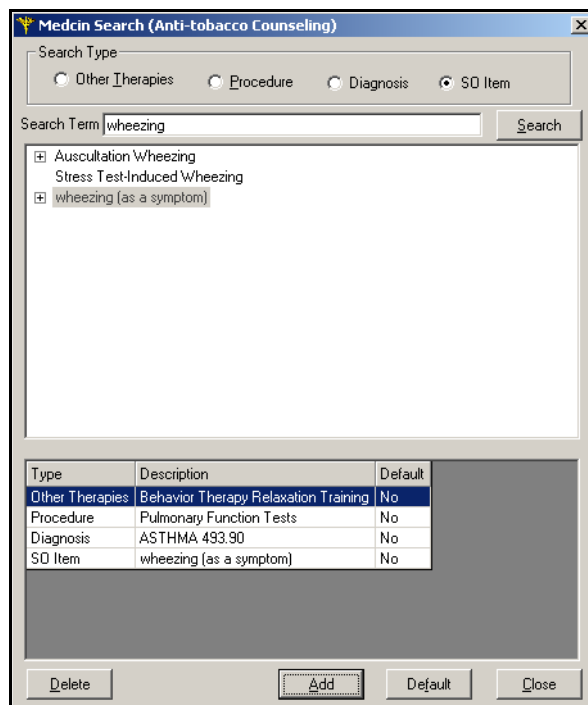 Medcin Search (Anti-tobacco Counseling)
Search Type
Other Therapies Procedure Diagnosis SO Item
Search Term wheezing Search
Auscultation Wheezing
Stress Test-Induced Wheezing
wheezing (as a symptom)
Type Description Default
Other Therapies Behavior Therapy Relaxation Training No
Procedure Pulmonary Function Tests No
Diagnosis ASTHMA 493.90 No
SO Item wheezing (as a symptom) No
Delete Add Default Close